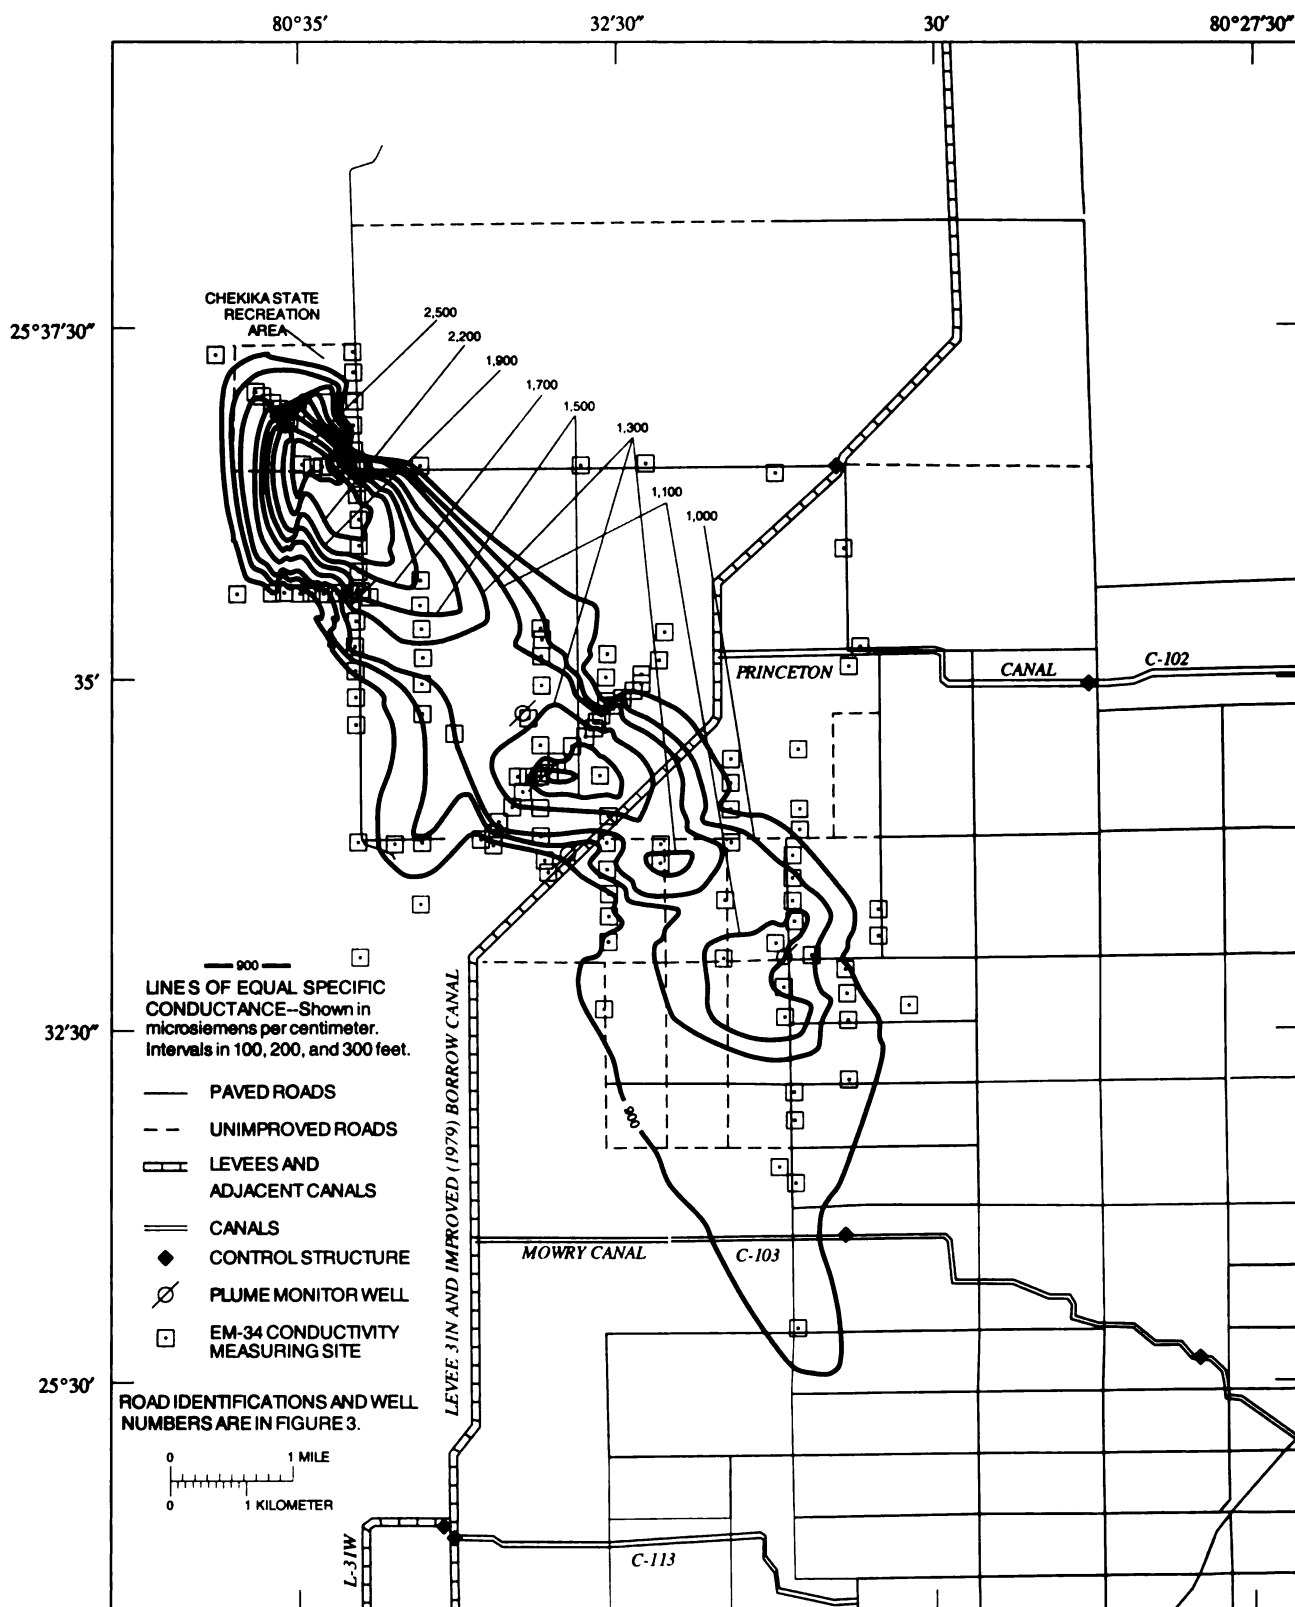 80°35′
32′30″
30′
80°27′30″
CHEKIKA STATE
RECREATION
AREA
2,500
25°37′30″
2,200
1,900
1,700
1,500
1,300
1,100
1,000
PRINCETON
CANAL
C-102
35′
900
LINES OF EQUAL SPECIFIC
CONDUCTANCE--Shown in
microsiemens per centimeter.
Intervals in 100, 200, and 300 feet.
32′30″
PAVED ROADS
900
UNIMPROVED ROADS
LEVEES AND
ADJACENT CANALS
CANALS
CONTROL STRUCTURE
PLUME MONITOR WELL
EM-34 CONDUCTIVITY
MEASURING SITE
LEVEE 31N AND IMPROVED (1979) BORROW CANAL
MOWRY CANAL
C-103
25°30′
ROAD IDENTIFICATIONS AND WELL
NUMBERS ARE IN FIGURE 3.
0 1 MILE
0 1 KILOMETER
L-31W
C-113